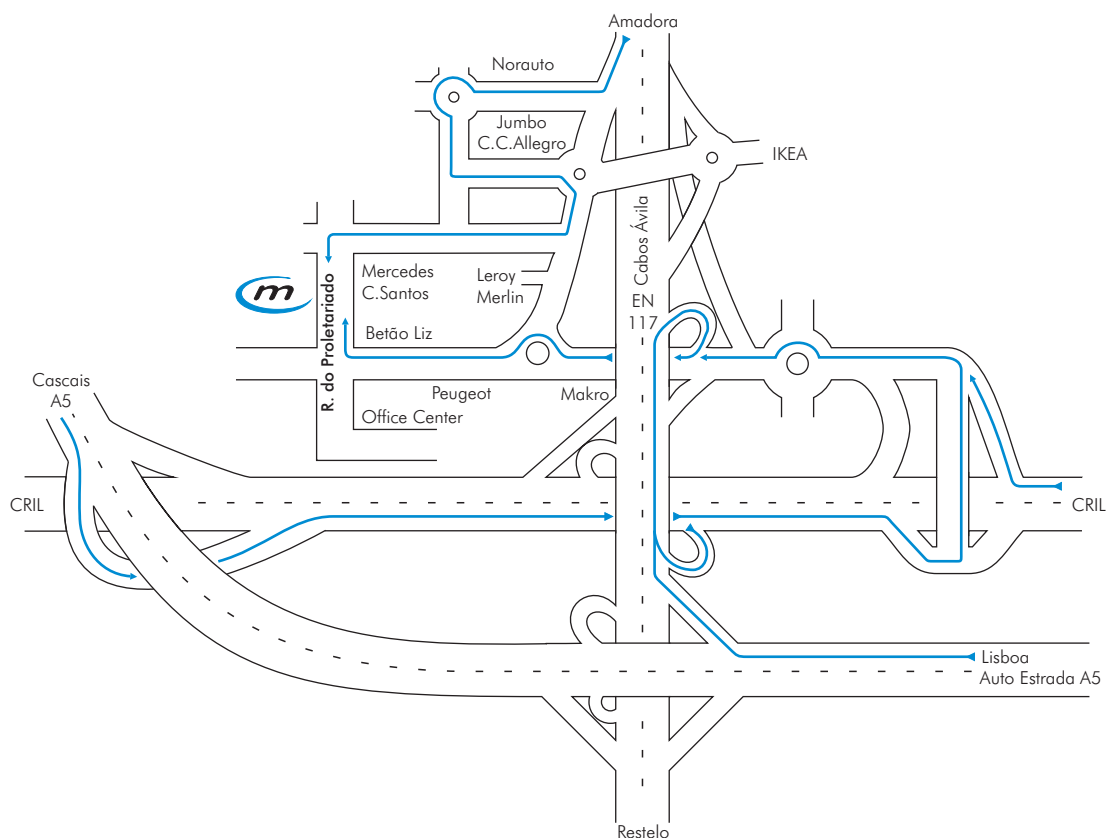 Amadora
Norauto
Jumbo
C.C.Allegro
IKEA
Cabos Ávila
EN
117
Mercedes
C.Santos
Leroy
Merlin
m
R. do Proletariado
Betão Liz
Cascais
A5
Peugeot
Makro
Office Center
CRIL
CRIL
Lisboa
Auto Estrada A5
Restelo